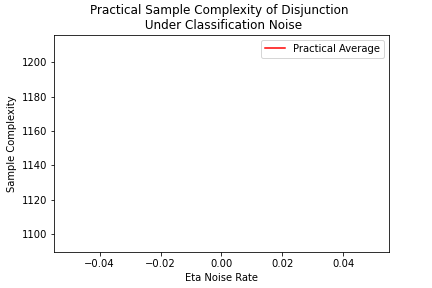 Practical Sample Complexity of Disjunction
Under Classification Noise
Practical Average
Sample Complexity
1200
1180
1160
1140
1120
1100
−0.04 −0.02 0.00 0.02 0.04
Eta Noise Rate